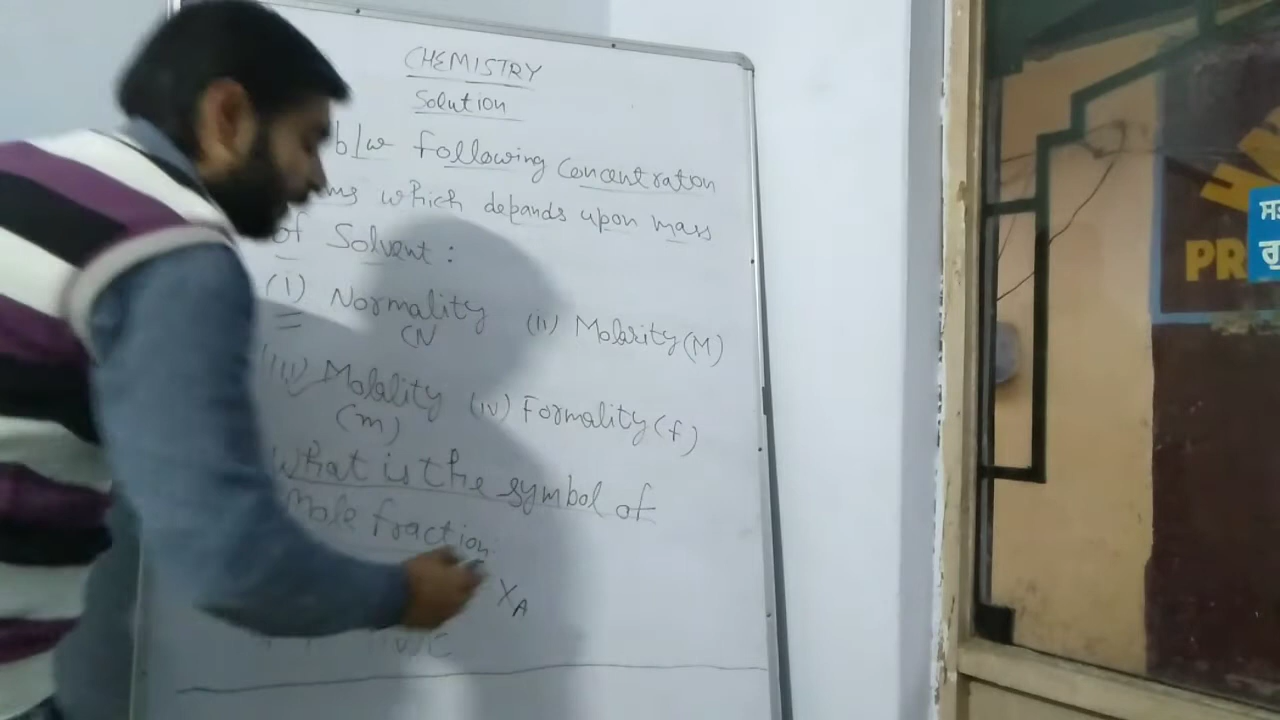 CHEMISTRY
Solution
b/w following Concentration
which depends upon mass
of Solvent :
(i) Normality (ii) Molarity (M)
(N
(iii) Molality (iv) Formality (f)
(m)
What is the symbol of
Mole fraction
XA
(iv) C
PR